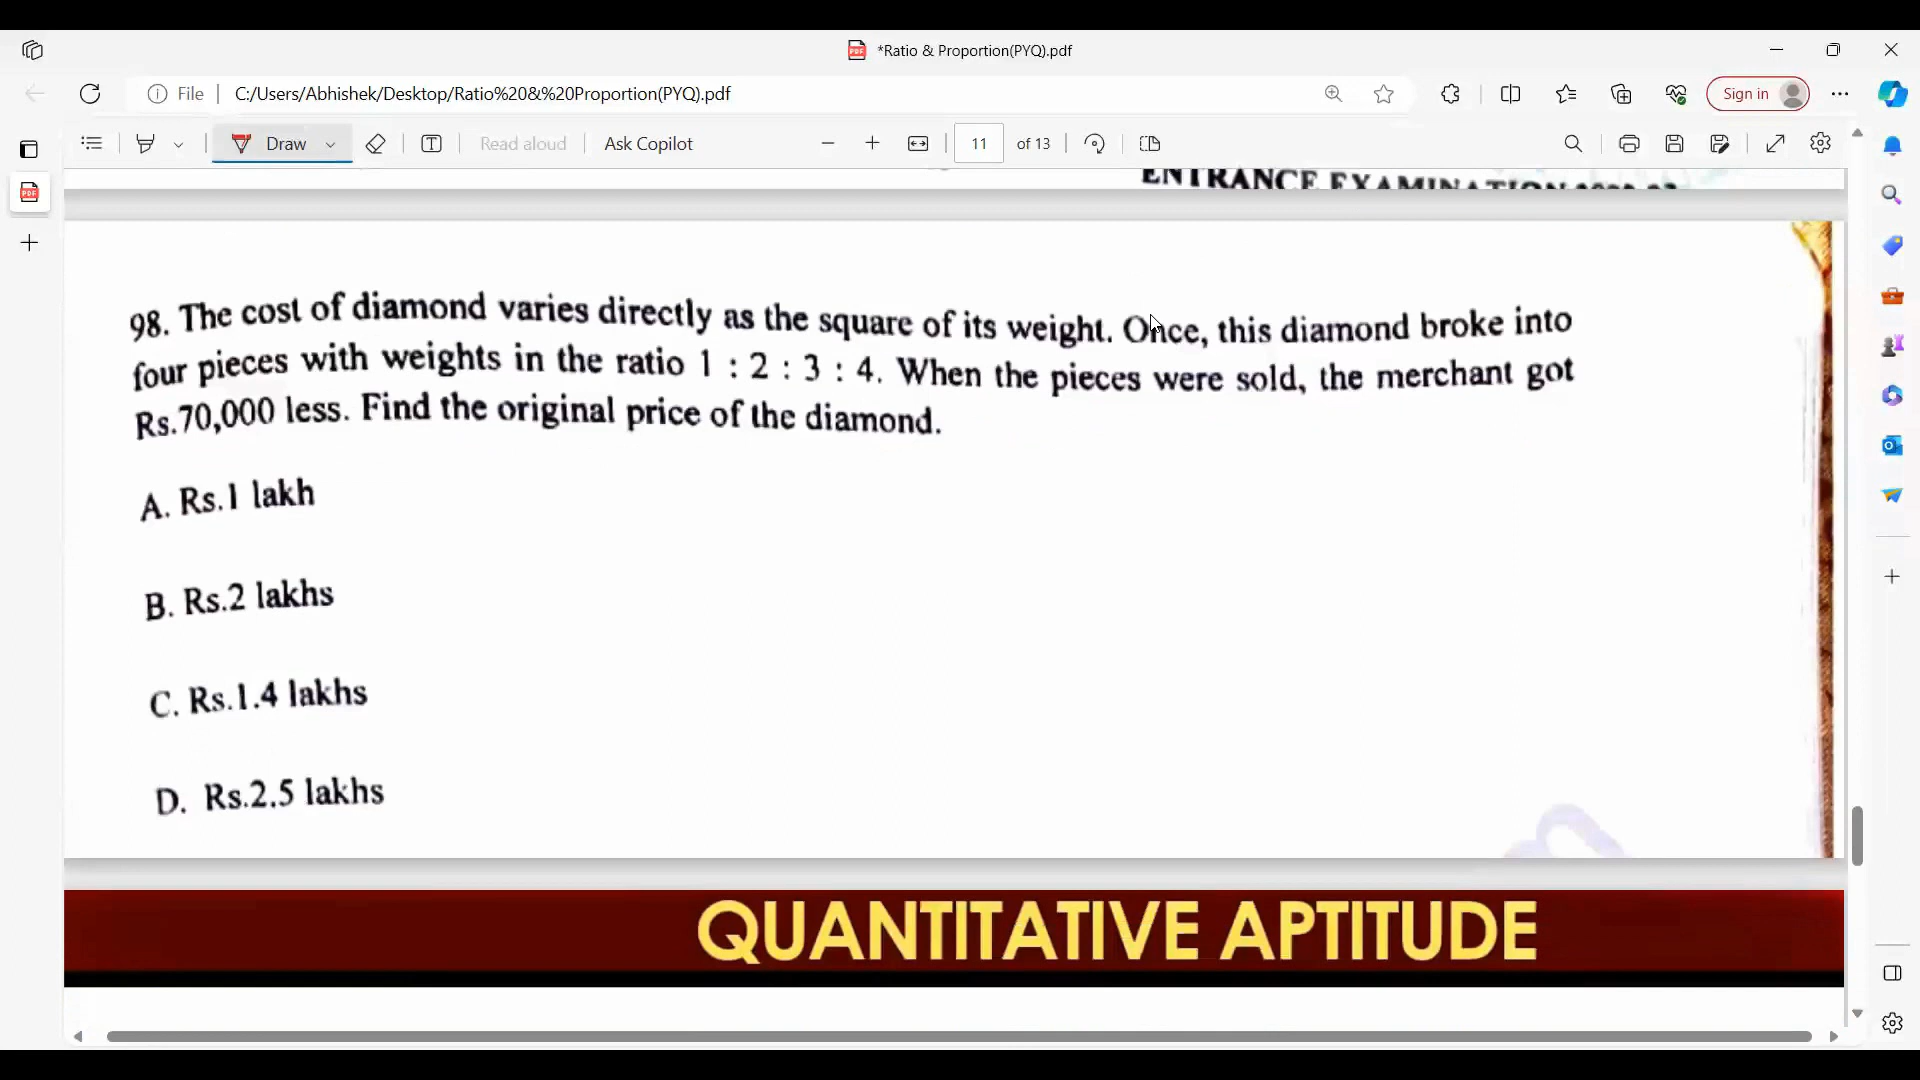 *Ratio & Proportion(PYQ).pdf
File
C:/Users/Abhishek/Desktop/Ratio%20&%20Proportion(PYQ).pdf
Sign in
Draw
Read aloud
Ask Copilot
11
of 13
ENTRANCE EXAMINATION
98. The cost of diamond varies directly as the square of its weight. Once, this diamond broke into
four pieces with weights in the ratio 1 : 2 : 3 : 4. When the pieces were sold, the merchant got
Rs.70,000 less. Find the original price of the diamond.
A. Rs.1 lakh
B. Rs.2 lakhs
C. Rs.1.4 lakhs
D. Rs.2.5 lakhs
QUANTITATIVE APTITUDE